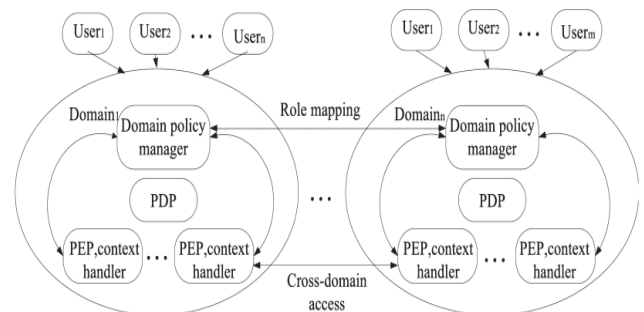 User1 User2 ... Usern
User1 User2 ... Userm
Domain1
Domain policy
manager
Role mapping
Domainn
Domain policy
manager
PDP
...
PDP
PEP,context
handler
...
PEP,context
handler
PEP,context
handler
...
PEP,context
handler
Cross-domain
access